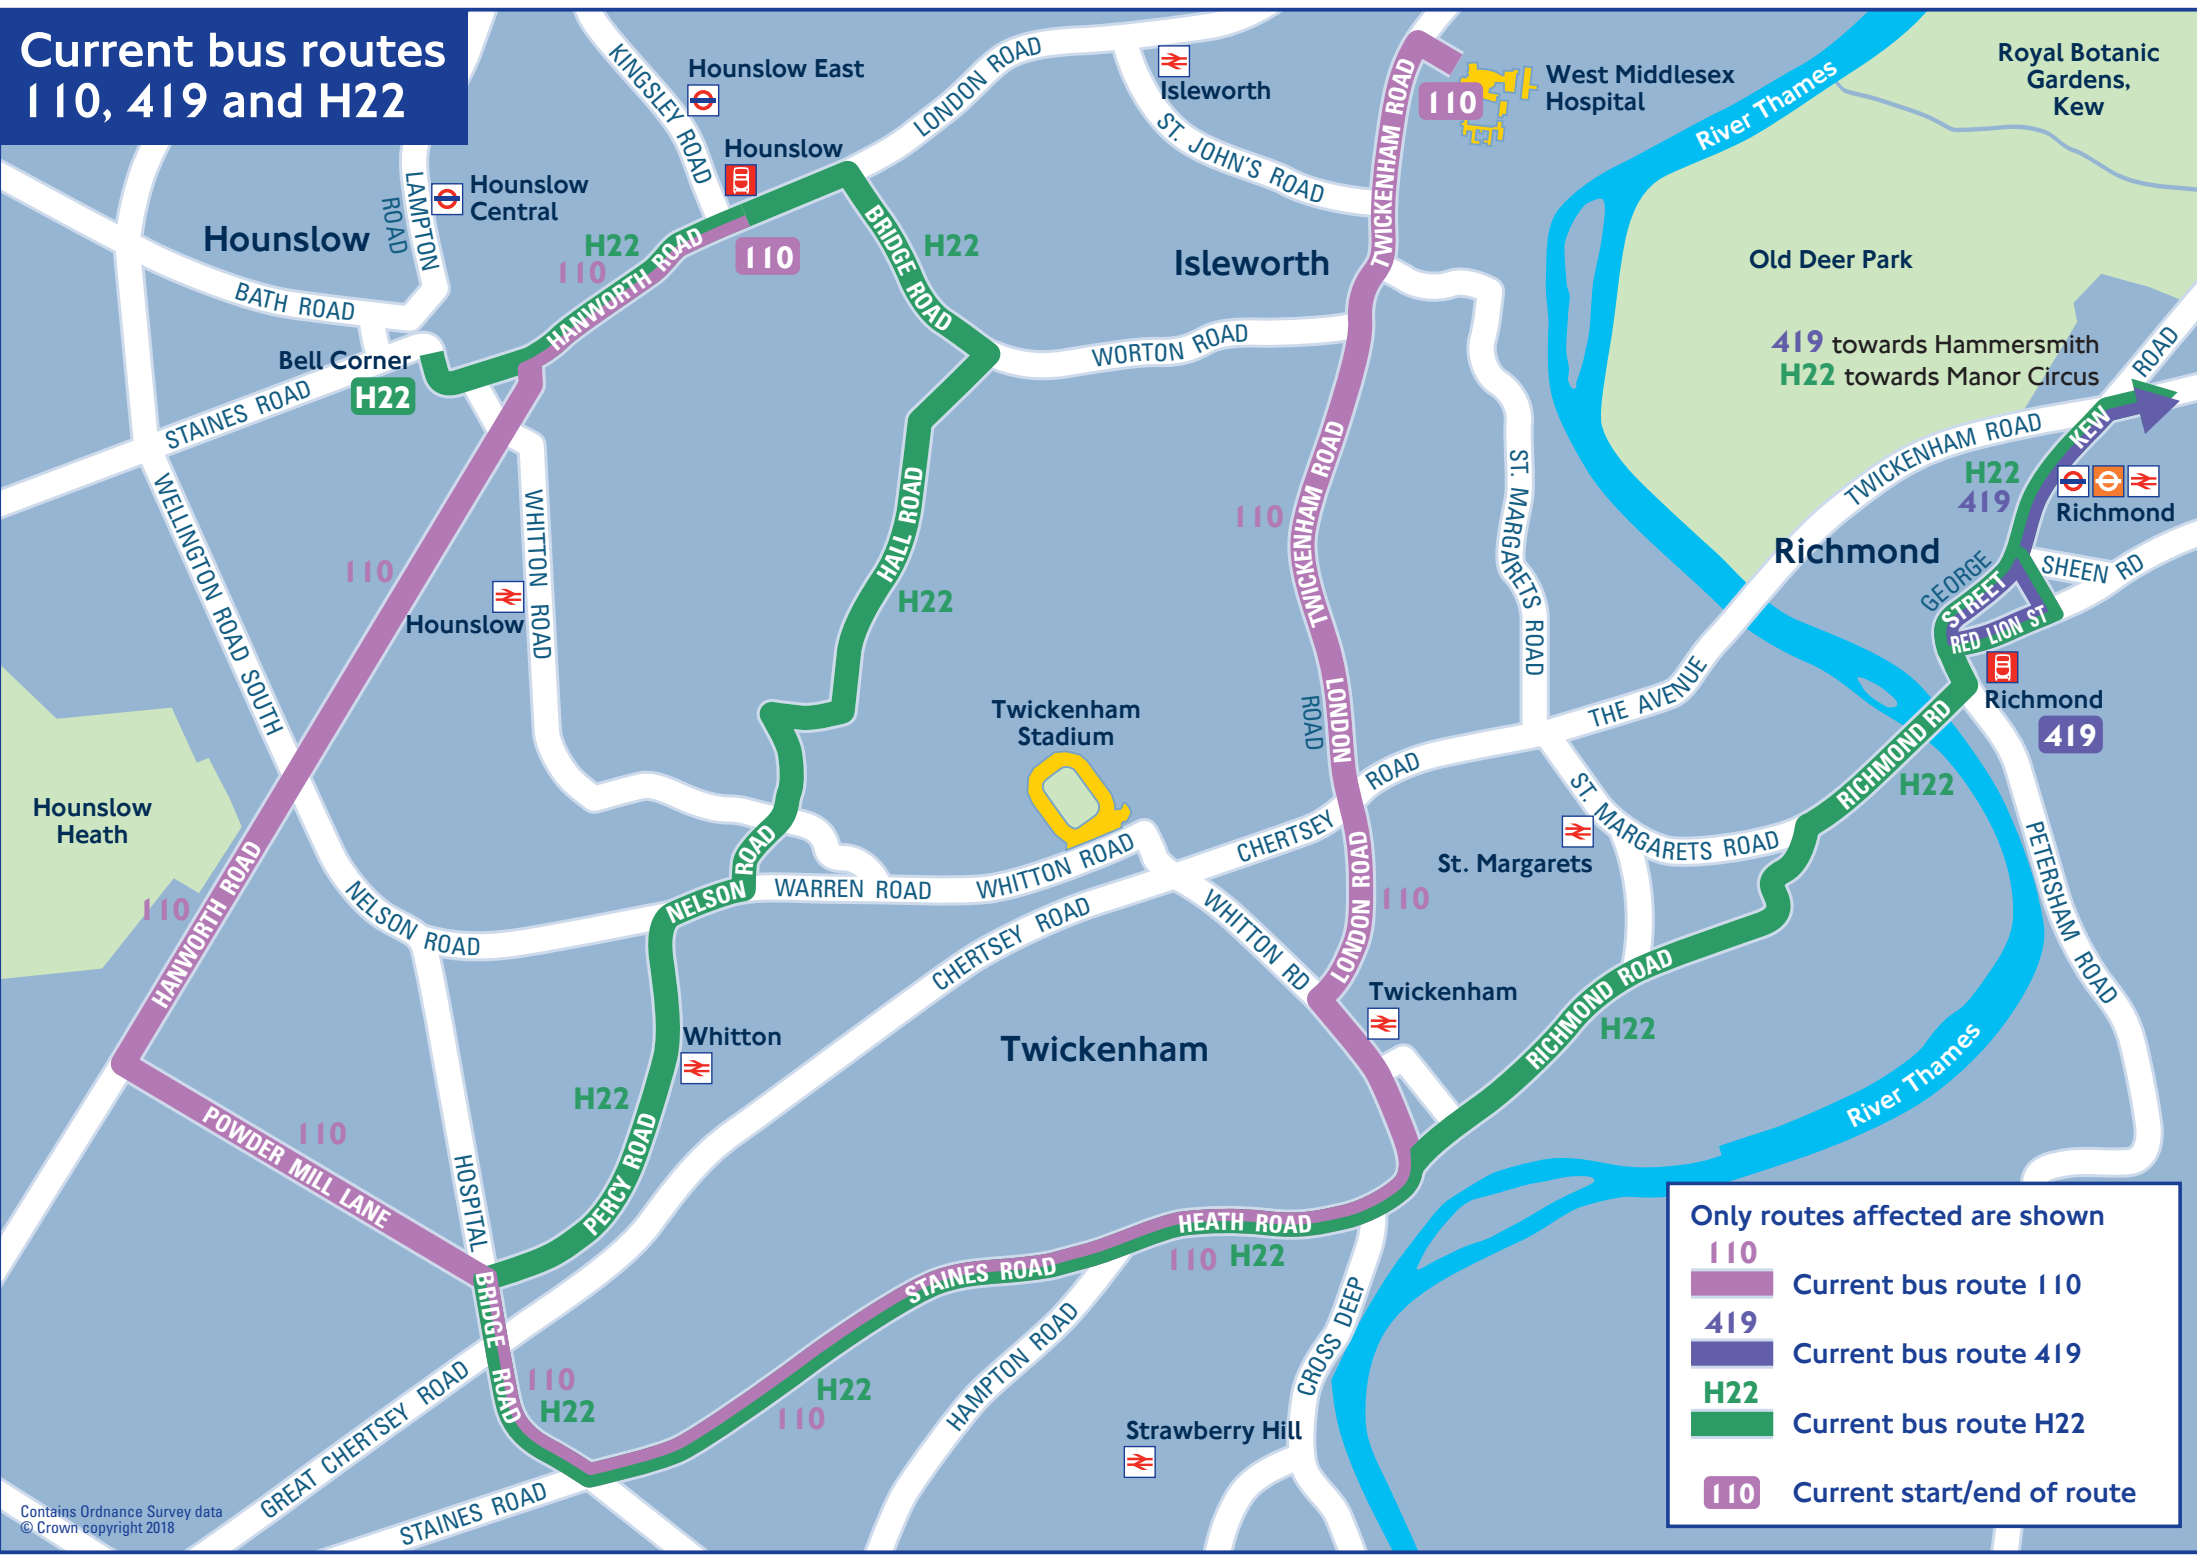 Current bus routes
110, 419 and H22
KINGSLEY ROAD
Hounslow East
LONDON ROAD
Isleworth
ST. JOHN'S ROAD
TWICKENHAM ROAD
110
West Middlesex
Hospital
River Thames
Royal Botanic
Gardens,
Kew
Hounslow
LAMPTON
ROAD
Hounslow
Central
Hounslow
H22
110
HANWORTH ROAD
110
BRIDGE ROAD
H22
Isleworth
Old Deer Park
BATH ROAD
Bell Corner
H22
STAINES ROAD
WORTON ROAD
419 towards Hammersmith
H22 towards Manor Circus
ROAD
KEW
TWICKENHAM ROAD
H22
419
Richmond
Richmond
SHEEN RD
GEORGE
STREET
RED LION ST
Richmond
419
WELLINGTON ROAD SOUTH
WHITTON ROAD
110
Hounslow
HALL ROAD
H22
110
TWICKENHAM ROAD
TWICKENHAM ROAD
ST. MARGARETS ROAD
LONDON
ROAD
THE AVENUE
RICHMOND RD
H22
Twickenham
Stadium
CHERTSEY
ROAD
ST. MARGARETS ROAD
St. Margarets
PETERSHAM ROAD
Hounslow
Heath
HANWORTH ROAD
110
NELSON ROAD
NELSON
ROAD
WARREN ROAD
WHITTON ROAD
CHERTSEY ROAD
WHITTON RD
LONDON ROAD
110
Twickenham
Twickenham
RICHMOND ROAD
H22
River Thames
Whitton
H22
PERCY ROAD
POWDER MILL LANE
110
HOSPITAL
BRIDGE
ROAD
110
H22
HEATH ROAD
110 H22
STAINES ROAD
H22
110
HAMPTON ROAD
CROSS DEEP
Strawberry Hill
GREAT CHERTSEY ROAD
STAINES ROAD
Contains Ordnance Survey data
© Crown copyright 2018
Only routes affected are shown
110
Current bus route 110
419
Current bus route 419
H22
Current bus route H22
110
Current start/end of route